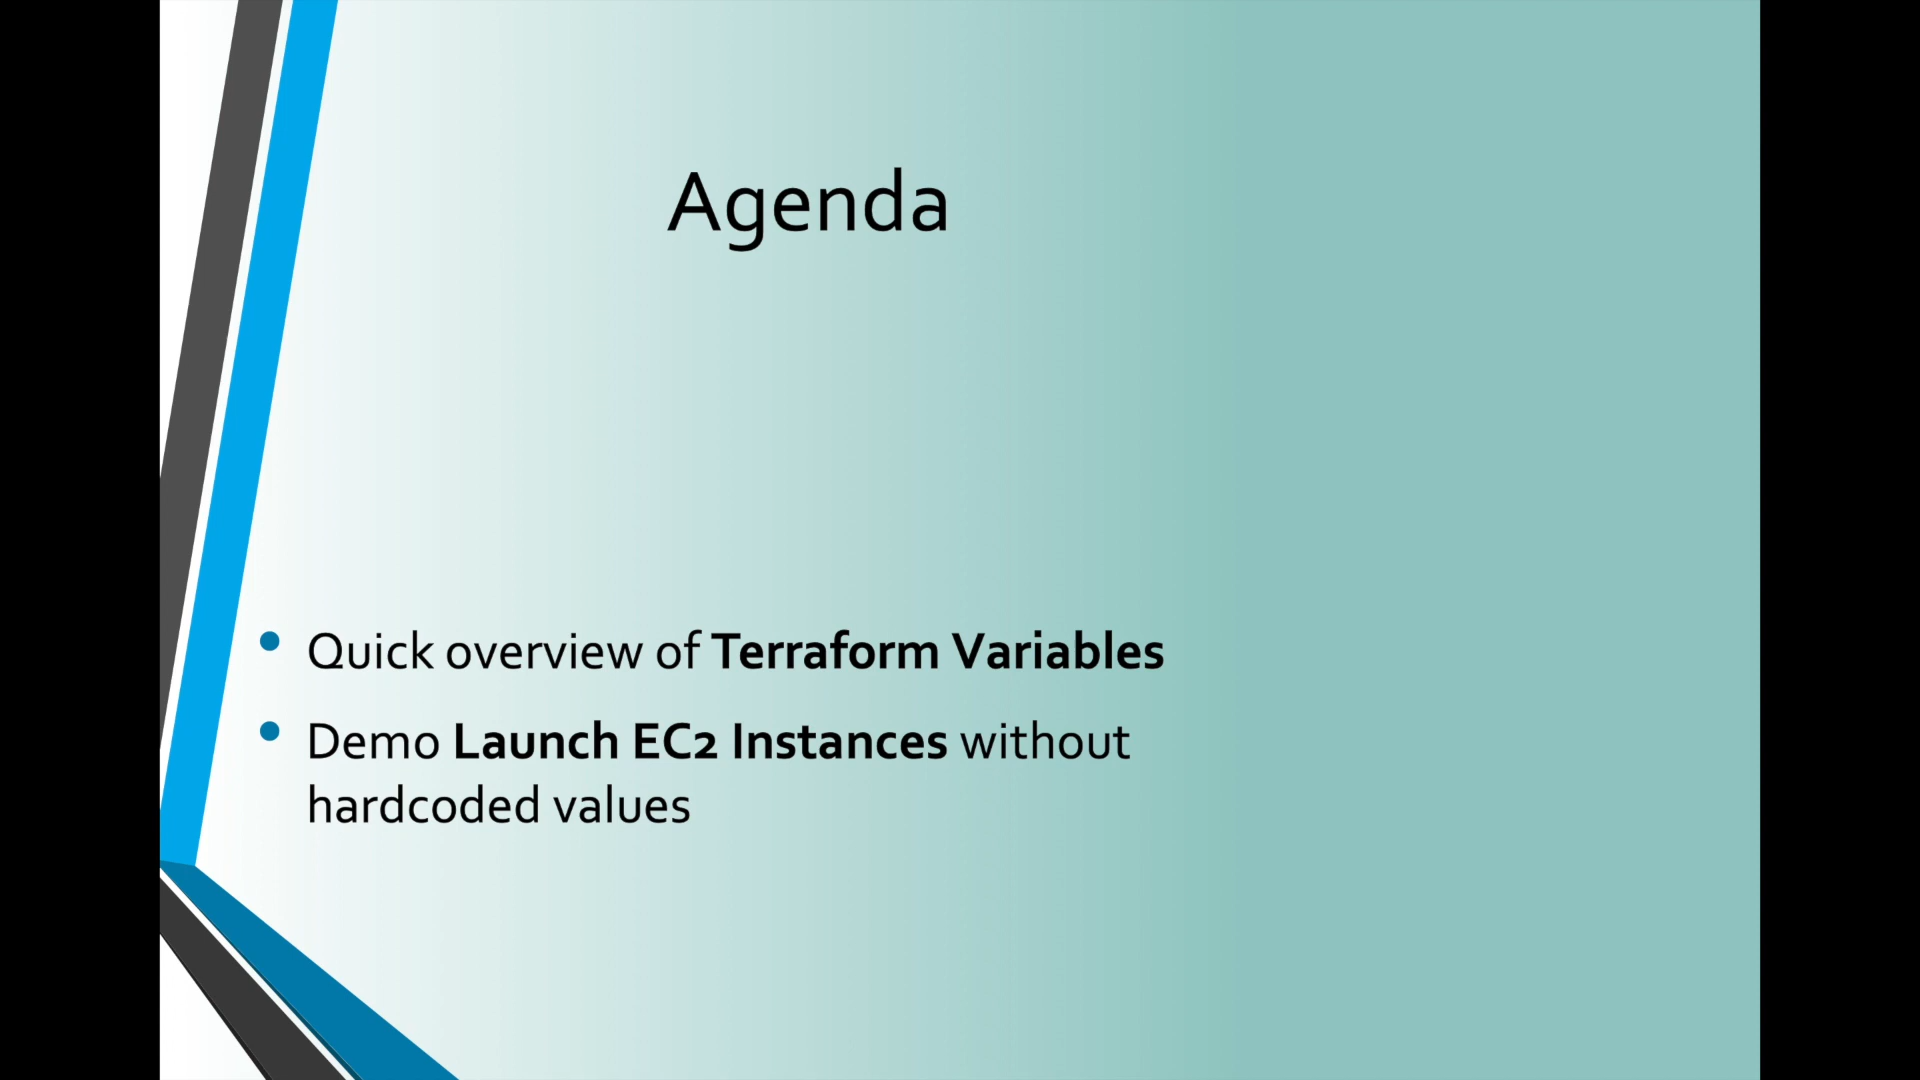 Agenda
• Quick overview of Terraform Variables
• Demo Launch EC2 Instances without
hardcoded values